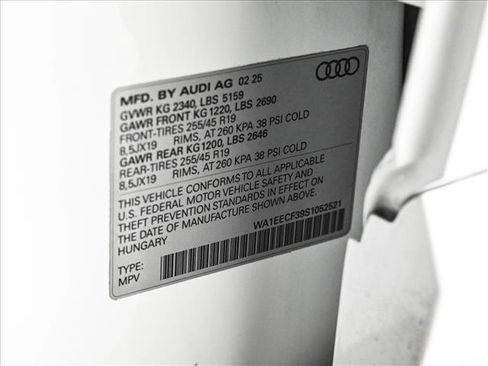 MFD. BY AUDI AG 02 25
GVWR KG 2340, LBS 5159
GAWR FRONT KG 1220, LBS 2690
FRONT-TIRES 255/45 R19
8,5JX19 RIMS, AT 260 KPA 38 PSI COLD
GAWR REAR KG 1200, LBS 2646
REAR-TIRES 255/45 R19
8,5JX19 RIMS, AT 260 KPA 38 PSI COLD
THIS VEHICLE CONFORMS TO ALL APPLICABLE
U.S. FEDERAL MOTOR VEHICLE SAFETY AND
THEFT PREVENTION STANDARDS IN EFFECT ON
THE DATE OF MANUFACTURE SHOWN ABOVE.
HUNGARY
WA1EECF39S1052521
TYPE:
MPV